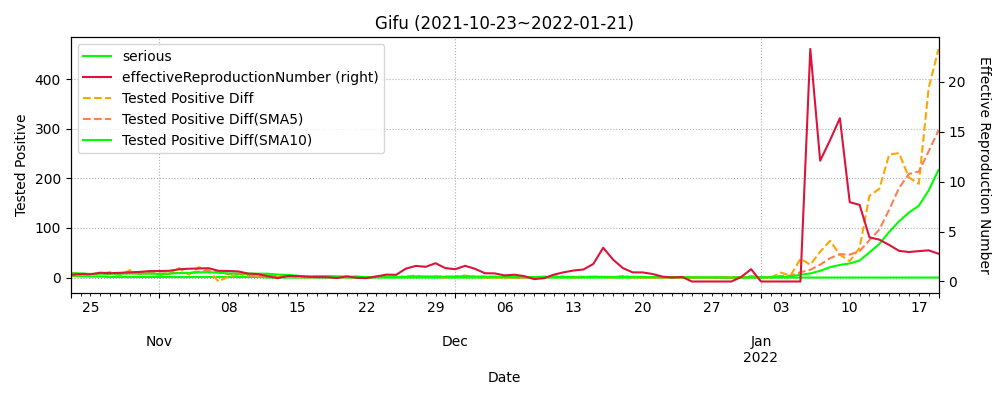 Gifu (2021-10-23~2022-01-21)
serious
effectiveReproductionNumber (right)
Tested Positive Diff
Tested Positive Diff(SMA5)
Tested Positive Diff(SMA10)
Tested Positive
400
300
200
100
0
Effective Reproduction Number
20
15
10
5
0
25 08 15 22 29 06 13 20 27 03 10 17
Nov Dec Jan
2022
Date